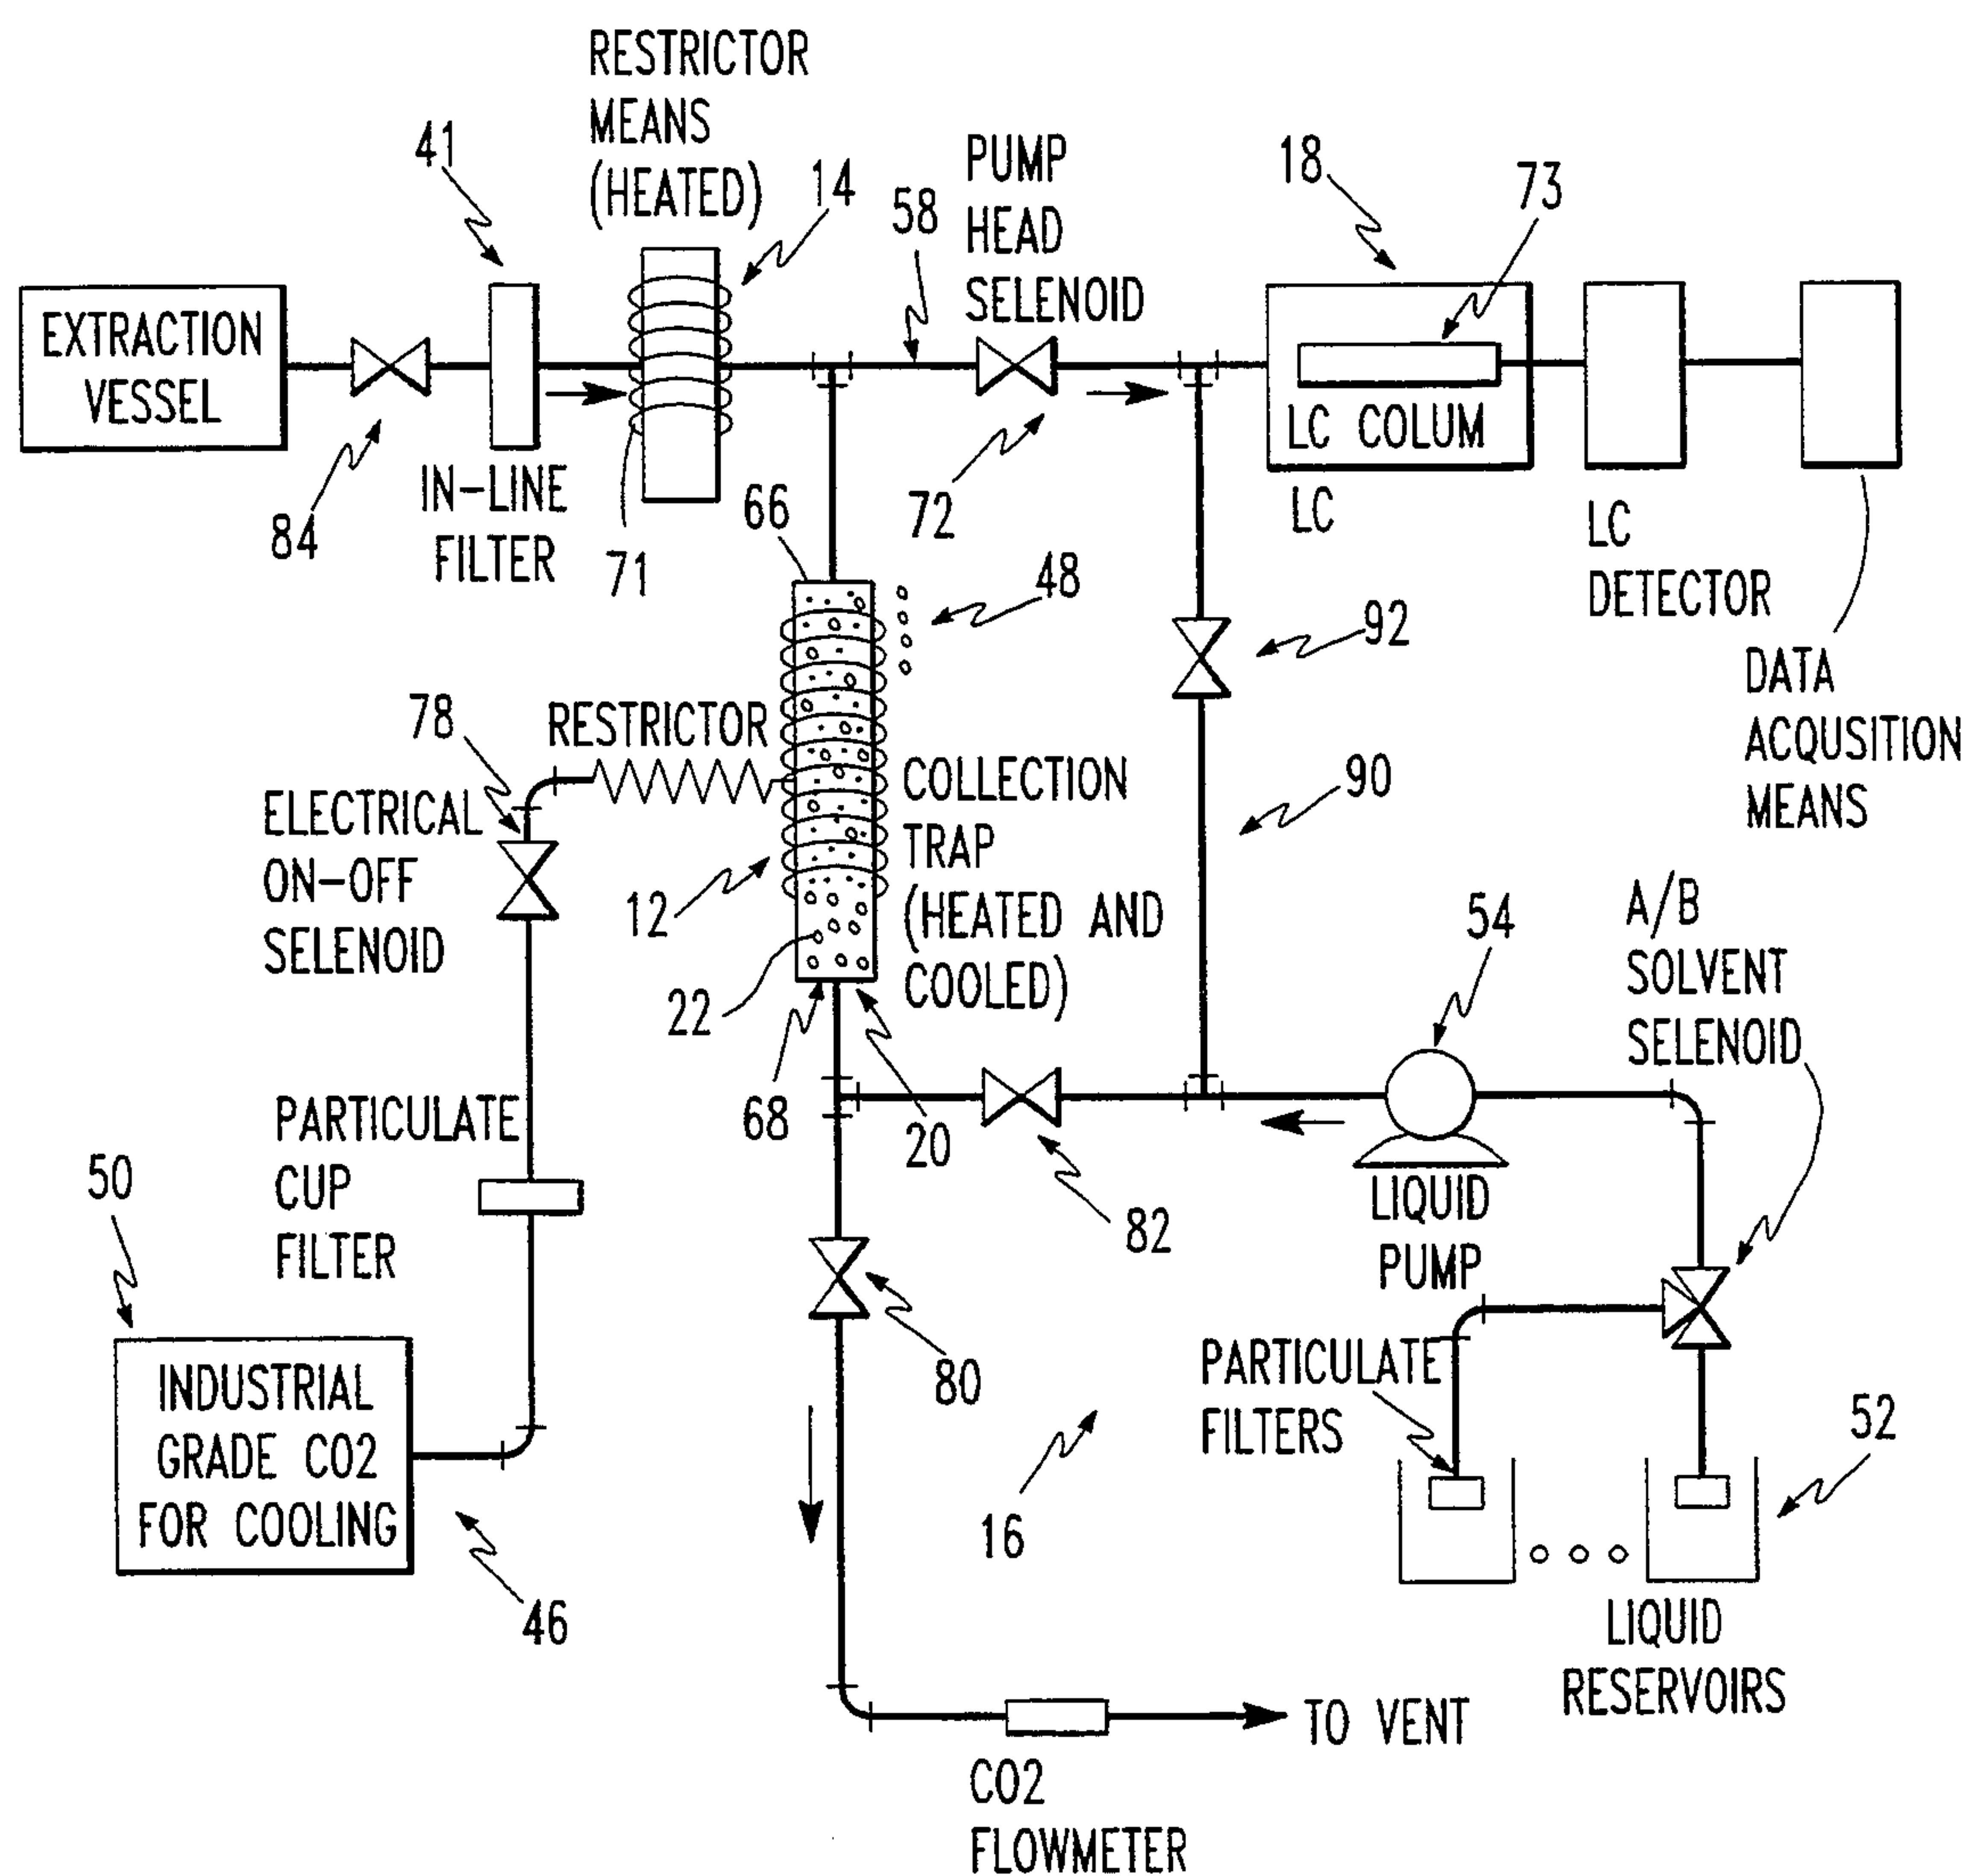 RESTRICTOR
MEANS
(HEATED)
41
14
58
PUMP
HEAD
SELENOID
18
73
EXTRACTION
VESSEL
84
IN-LINE
FILTER
71
66
72
LC COLUM
LC
LC
DETECTOR
DATA
ACQUSITION
MEANS
48
92
78
RESTRICTOR
ELECTRICAL
ON-OFF
SELENOID
COLLECTION
TRAP
(HEATED AND
COOLED)
90
12
22
68
20
54
A/B
SOLVENT
SELENOID
PARTICULATE
CUP
FILTER
50
82
LIQUID
PUMP
80
INDUSTRIAL
GRADE CO2
FOR COOLING
46
16
PARTICULATE
FILTERS
52
LIQUID
RESERVOIRS
TO VENT
CO2
FLOWMETER